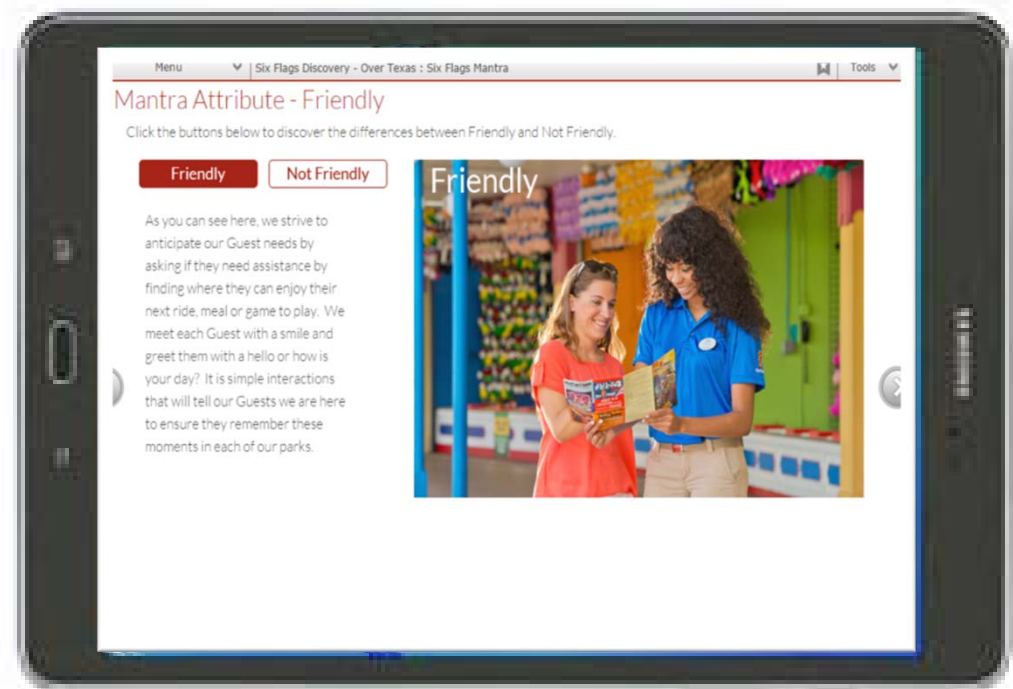 Menu
Six Flags Discovery - Over Texas : Six Flags Mantra
Tools
Mantra Attribute - Friendly
Click the buttons below to discover the differences between Friendly and Not Friendly.
Friendly
Not Friendly
Friendly
As you can see here, we strive to
anticipate our Guest needs by
asking if they need assistance by
finding where they can enjoy their
next ride, meal or game to play. We
meet each Guest with a smile and
greet them with a hello or how is
your day? It is simple interactions
that will tell our Guests we are here
to ensure they remember these
moments in each of our parks.